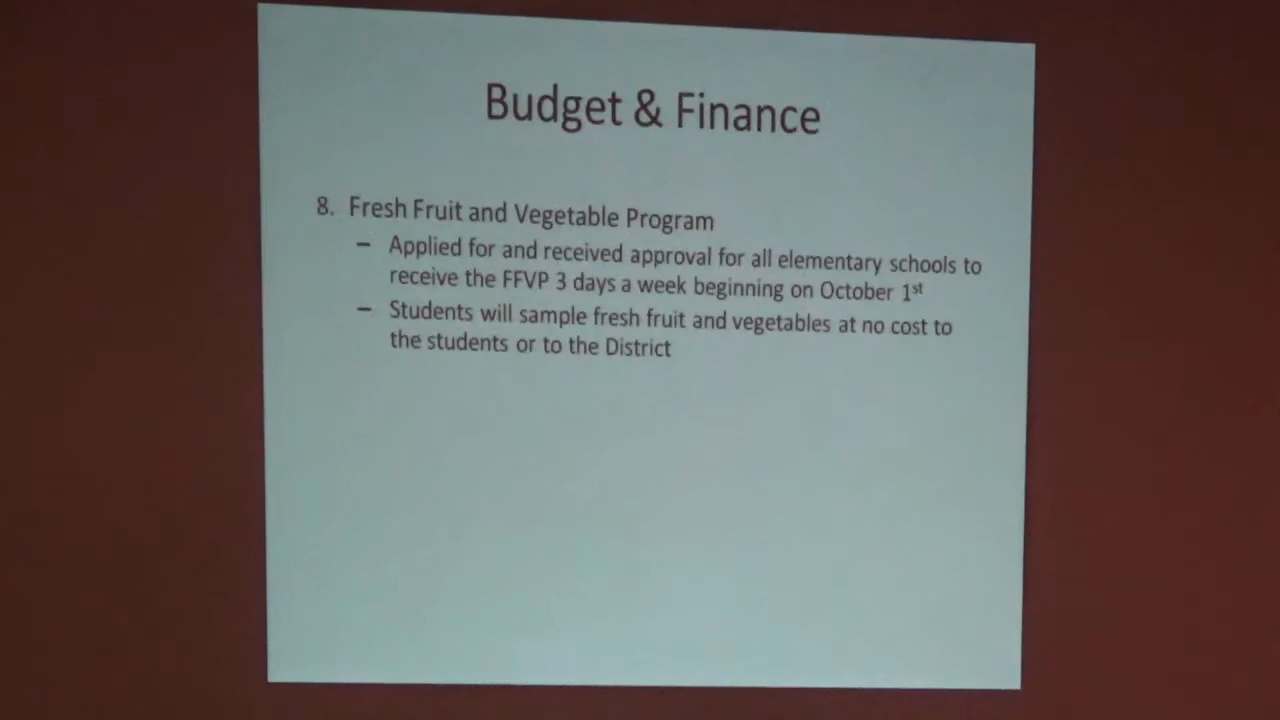 Budget & Finance
8. Fresh Fruit and Vegetable Program
– Applied for and received approval for all elementary schools to
receive the FFVP 3 days a week beginning on October 1st
– Students will sample fresh fruit and vegetables at no cost to
the students or to the District